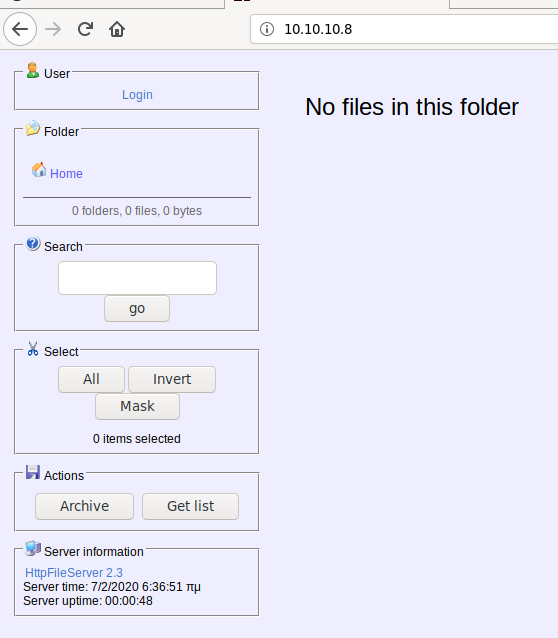 10.10.10.8
User
Login
Folder
Home
0 folders, 0 files, 0 bytes
Search
go
Select
All Invert
Mask
0 items selected
Actions
Archive Get list
Server information
HttpFileServer 2.3
Server time: 7/2/2020 6:36:51 πμ
Server uptime: 00:00:48
No files in this folder